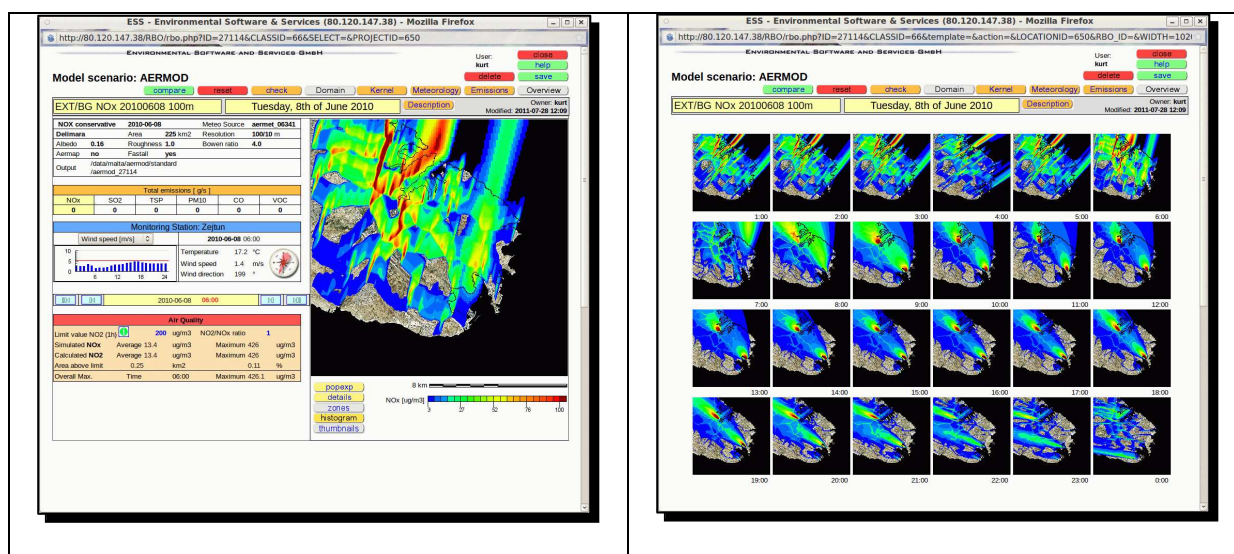 ESS - Environmental Software & Services (80.120.147.38) - Mozilla Firefox
http://80.120.147.38/RBO/rbo.php?ID=27114&CLASSID=66&SELECT=&PROJECTID=650
ENVIRONMENTAL SOFTWARE AND SERVICES GMBH
User: kurt
close
help
Model scenario: AERMOD
delete
save
compare reset check Domain Kernel Meteorology Emissions Overview
EXT/BG NOx 20100608 100m
Tuesday, 8th of June 2010
Description
Owner: kurt
Modified: 2011-07-28 12:09
NOX conservative 2010-06-08 Meteo Source aermet_06341
Delimara Area 225 km2 Resolution 100/10 m
Albedo 0.16 Roughness 1.0 Bowen ratio 4.0
Aermap no Fastall yes
Output /data/malta/aermod/standard
/aermod_27114
Total emissions [ g/s ]
NOx SO2 TSP PM10 CO VOC
0 0 0 0 0 0
Monitoring Station: Zejtun
Wind speed [m/s] 2010-06-08 06:00
10
5
0
6 12 18 24
Temperature 17.2 °C
Wind speed 1.4 m/s
Wind direction 199 °
2010-06-08 06:00
Air Quality
Limit value NO2 (1h) 200 ug/m3 NO2/NOx ratio 1
Simulated NOx Average 13.4 ug/m3 Maximum 426 ug/m3
Calculated NO2 Average 13.4 ug/m3 Maximum 426 ug/m3
Area above limit 0.25 km2 0.11 %
Overall Max. Time 06:00 Maximum 426.1 ug/m3
popexp
details
zones
histogram
thumbnails
8 km
NOx [ug/m3]
3 27 52 76 100
ESS - Environmental Software & Services (80.120.147.38) - Mozilla Firefox
http://80.120.147.38/RBO/rbo.php?ID=27114&CLASSID=66&template=&action=&LOCATIONID=650&RBO_ID=&WIDTH=102
ENVIRONMENTAL SOFTWARE AND SERVICES GMBH
User: kurt
close
help
Model scenario: AERMOD
delete
save
compare reset check Domain Kernel Meteorology Emissions Overview
EXT/BG NOx 20100608 100m
Tuesday, 8th of June 2010
Description
Owner: kurt
Modified: 2011-07-28 12:09
1:00 2:00 3:00 4:00 5:00 6:00
7:00 8:00 9:00 10:00 11:00 12:00
13:00 14:00 15:00 16:00 17:00 18:00
19:00 20:00 21:00 22:00 23:00 0:00